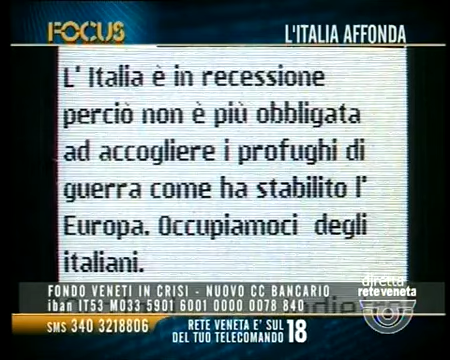 FOCUS
L'ITALIA AFFONDA
L' Italia è in recessione
perciò non è più obbligata
ad accogliere i profughi di
guerra come ha stabilito l'
Europa. Occupiamoci degli
italiani.
FONDO VENETI IN CRISI - NUOVO CC BANCARIO
iban IT53 M033 5901 6001 0000 0078 840
diretta
reteveneta
SMS 340 3218806
RETE VENETA E' SUL
DEL TUO TELECOMANDO 18